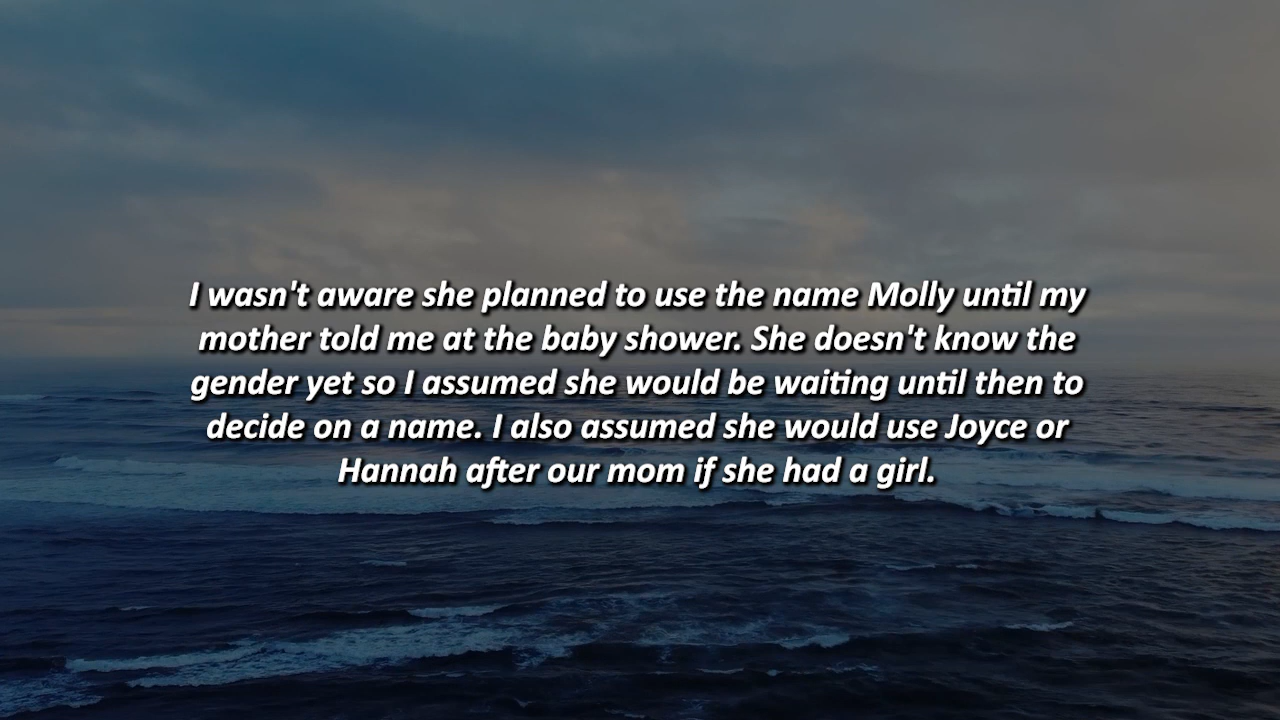 I wasn't aware she planned to use the name Molly until my
mother told me at the baby shower. She doesn't know the
gender yet so I assumed she would be waiting until then to
decide on a name. I also assumed she would use Joyce or
Hannah after our mom if she had a girl.